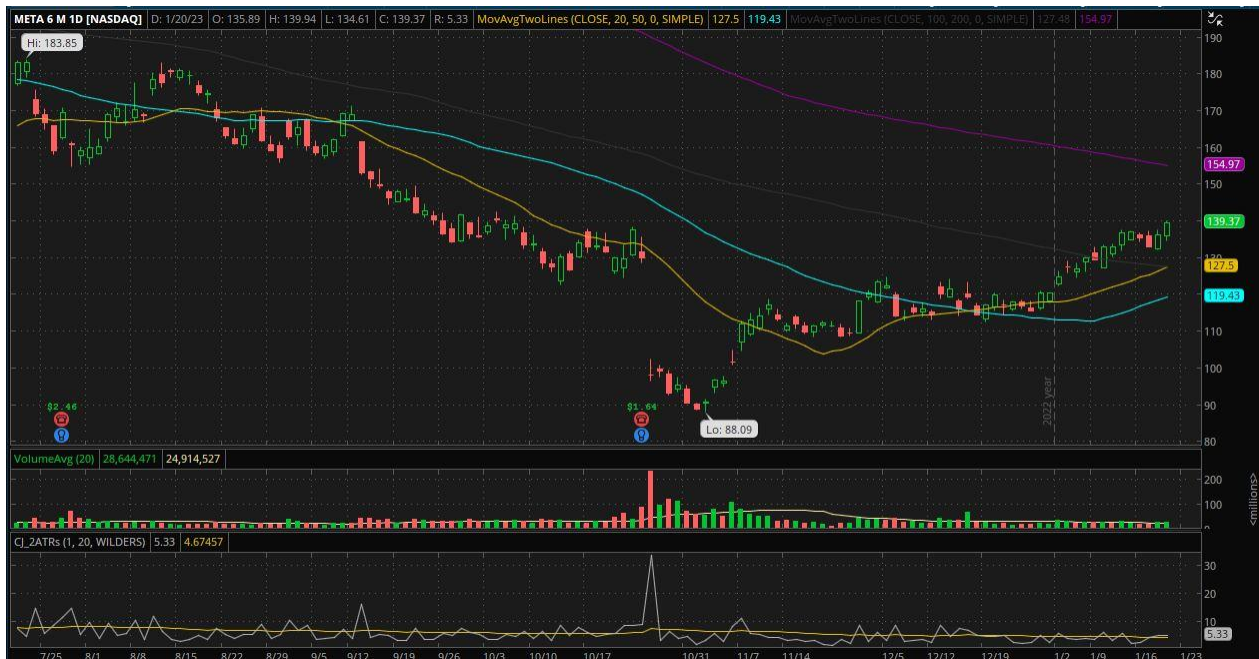 META 6 M 1D [NASDAQ] D: 1/20/23 O: 135.89 H: 139.94 L: 134.61 C: 139.37 R: 5.33 MovAvgTwoLines (CLOSE, 20, 50, 0, SIMPLE) 127.5 119.43 MovAvgTwoLines (CLOSE, 100, 200, 0, SIMPLE) 127.48 154.97
Hi: 183.85
190
180
170
160
154.97
150
139.37
130
127.5
119.43
110
100
90
80
$2.46
$1.64
Lo: 88.09
2022 year
VolumeAvg (20) 28,644,471 24,914,527
200
100
0
<millions>
CJ_2ATRs (1, 20, WILDERS) 5.33 4.67457
30
20
10
5.33
7/25 8/1 8/8 8/15 8/22 8/29 9/5 9/12 9/19 9/26 10/3 10/10 10/17 10/31 11/7 11/14 12/5 12/12 12/19 1/2 1/9 1/16 1/23